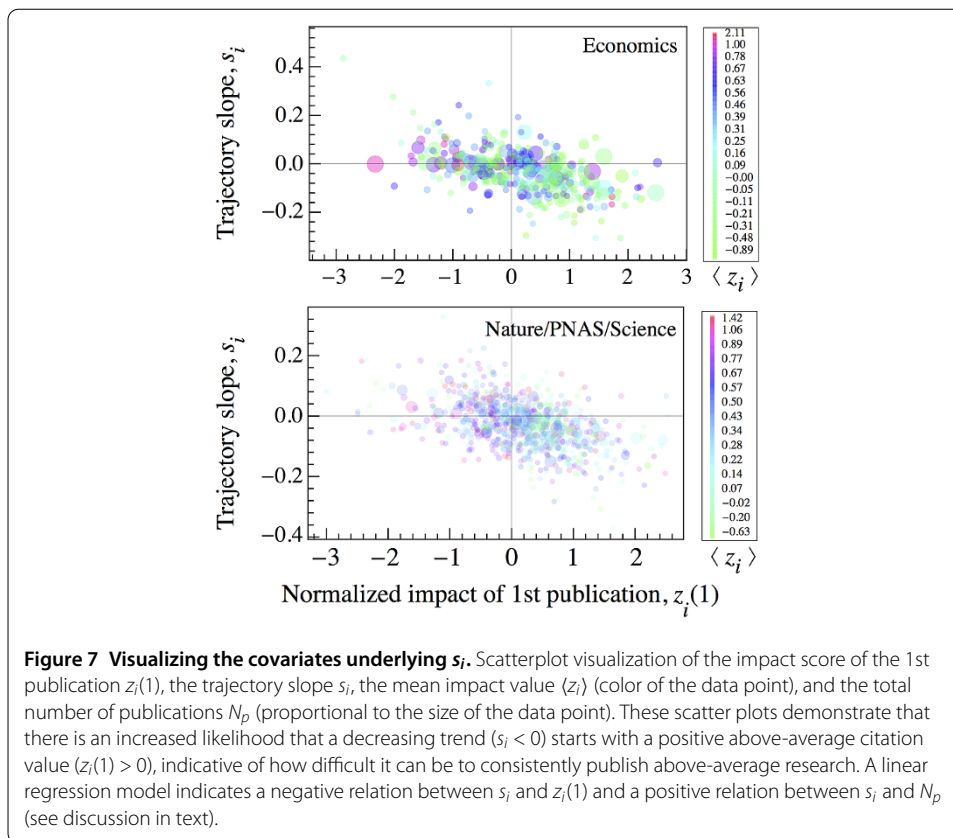 Economics
Trajectory slope, s_i
0.4
0.2
0.0
−0.2
−3 −2 −1 0 1 2 3
2.11
1.00
0.78
0.63
0.56
0.46
0.39
0.31
0.25
0.16
0.09
−0.00
−0.05
−0.11
−0.21
−0.31
−0.48
−0.89
⟨ z_i ⟩
Nature/PNAS/Science
Trajectory slope, s_i
0.2
0.0
−0.2
−0.4
−3 −2 −1 0 1 2
1.42
1.06
0.89
0.77
0.67
0.57
0.50
0.43
0.34
0.28
0.22
0.14
0.07
−0.02
−0.20
−0.63
⟨ z_i ⟩
Normalized impact of 1st publication, z_i(1)
Figure 7 Visualizing the covariates underlying s_i. Scatterplot visualization of the impact score of the 1st
publication z_i(1), the trajectory slope s_i, the mean impact value ⟨z_i⟩ (color of the data point), and the total
number of publications N_p (proportional to the size of the data point). These scatter plots demonstrate that
there is an increased likelihood that a decreasing trend (s_i < 0) starts with a positive above-average citation
value (z_i(1) > 0), indicative of how difficult it can be to consistently publish above-average research. A linear
regression model indicates a negative relation between s_i and z_i(1) and a positive relation between s_i and N_p
(see discussion in text).